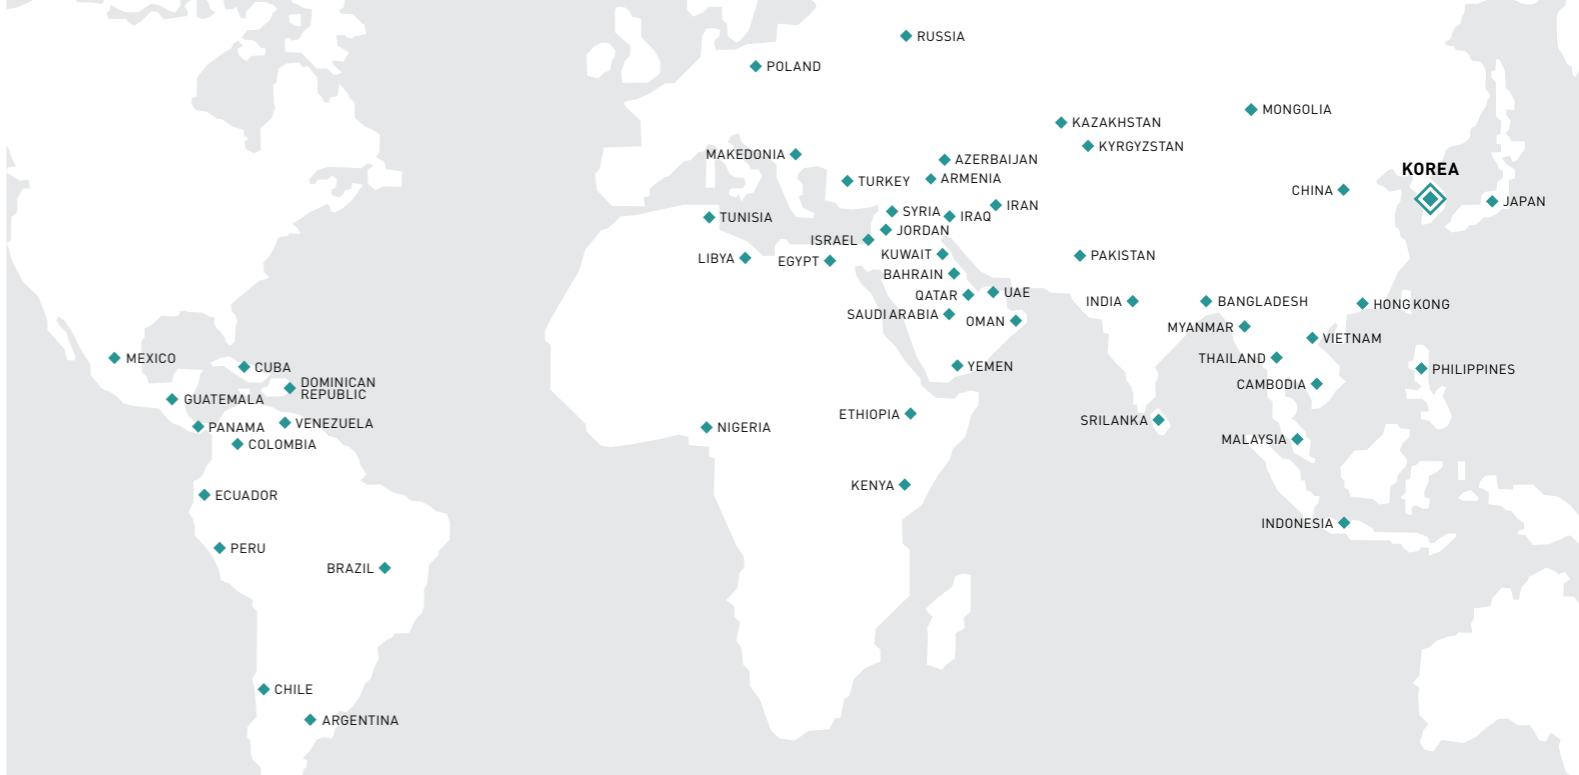 RUSSIA
POLAND
MONGOLIA
KAZAKHSTAN
KYRGYZSTAN
MAKEDONIA
AZERBAIJAN
KOREA
TURKEY
ARMENIA
CHINA
JAPAN
TUNISIA
SYRIA
IRAQ
IRAN
JORDAN
ISRAEL
LIBYA
EGYPT
KUWAIT
PAKISTAN
BAHRAIN
QATAR
UAE
INDIA
BANGLADESH
HONG KONG
SAUDI ARABIA
OMAN
MYANMAR
VIETNAM
MEXICO
CUBA
YEMEN
THAILAND
PHILIPPINES
DOMINICAN
REPUBLIC
CAMBODIA
GUATEMALA
ETHIOPIA
PANAMA
VENEZUELA
NIGERIA
SRILANKA
COLOMBIA
MALAYSIA
KENYA
ECUADOR
INDONESIA
PERU
BRAZIL
CHILE
ARGENTINA